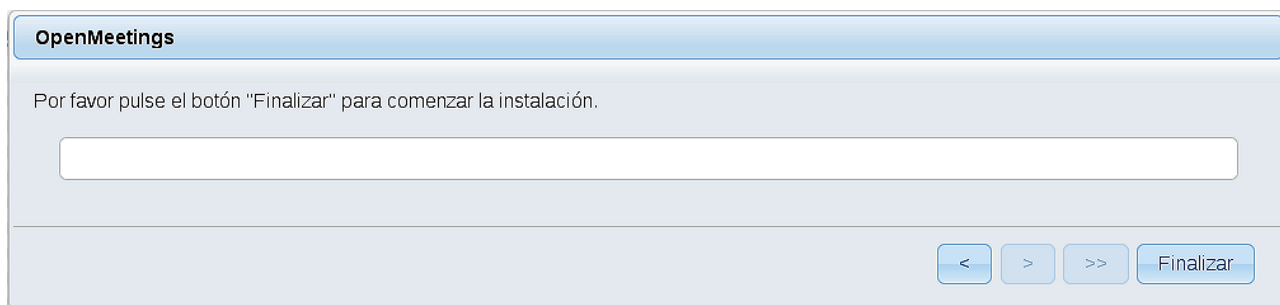 OpenMeetings
Por favor pulse el botón "Finalizar" para comenzar la instalación.
< > >> Finalizar